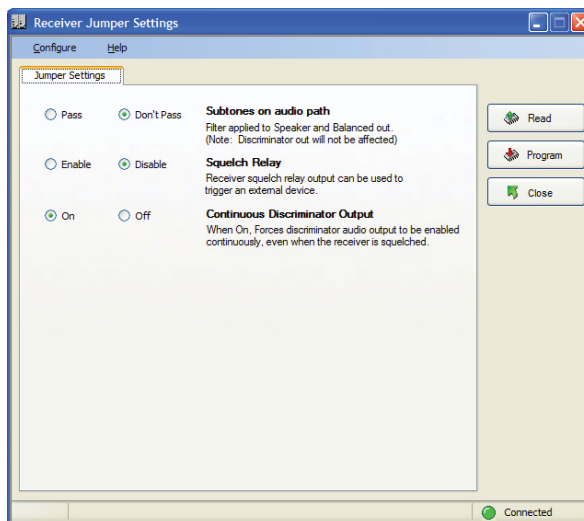 Receiver Jumper Settings
Configure Help
Jumper Settings
Pass Don't Pass Subtones on audio path
Filter applied to Speaker and Balanced out.
(Note: Discriminator out will not be affected)
Enable Disable Squelch Relay
Receiver squelch relay output can be used to
trigger an external device.
On Off Continuous Discriminator Output
When On, Forces discriminator audio output to be enabled
continuously, even when the receiver is squelched.
Read
Program
Close
Connected